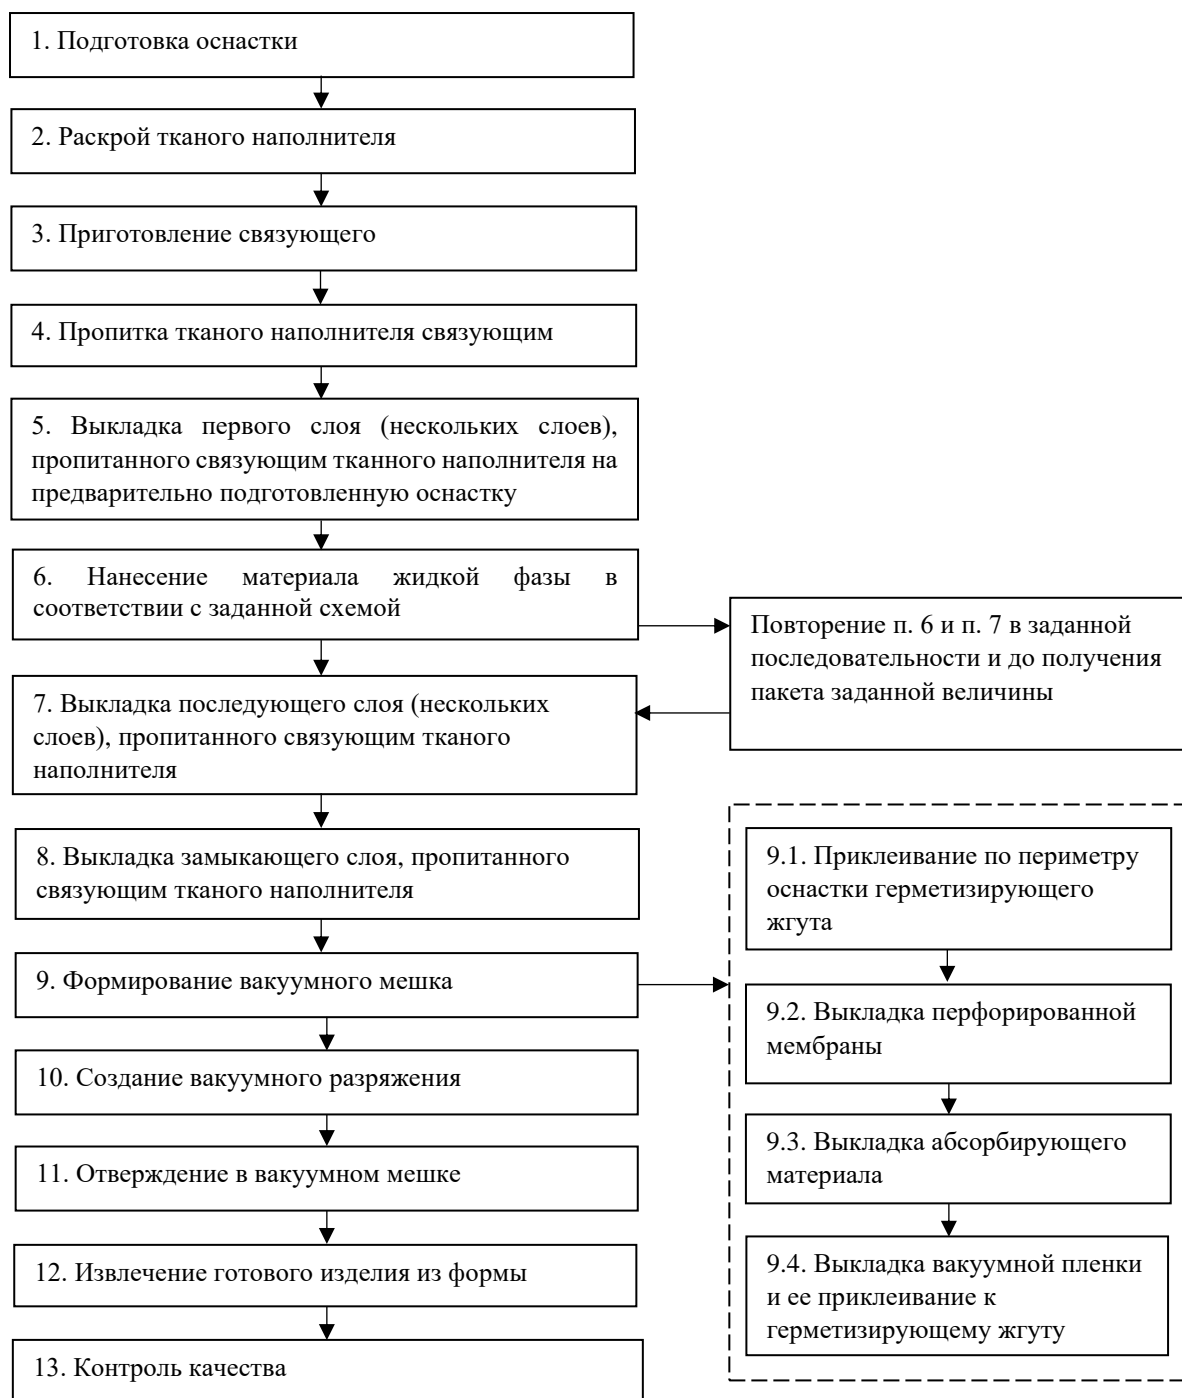 1. Подготовка оснастки
2. Раскрой тканого наполнителя
3. Приготовление связующего
4. Пропитка тканого наполнителя связующим
5. Выкладка первого слоя (нескольких слоев),
пропитанного связующим тканного наполнителя на
предварительно подготовленную оснастку
6. Нанесение материала жидкой фазы в
соответствии с заданной схемой
Повторение п. 6 и п. 7 в заданной
последовательности и до получения
пакета заданной величины
7. Выкладка последующего слоя (нескольких
слоев), пропитанного связующим тканого
наполнителя
8. Выкладка замыкающего слоя, пропитанного
связующим тканого наполнителя
9. Формирование вакуумного мешка
9.1. Приклеивание по периметру
оснастки герметизирующего
жгута
9.2. Выкладка перфорированной
мембраны
9.3. Выкладка абсорбирующего
материала
9.4. Выкладка вакуумной пленки
и ее приклеивание к
герметизирующему жгуту
10. Создание вакуумного разряжения
11. Отверждение в вакуумном мешке
12. Извлечение готового изделия из формы
13. Контроль качества